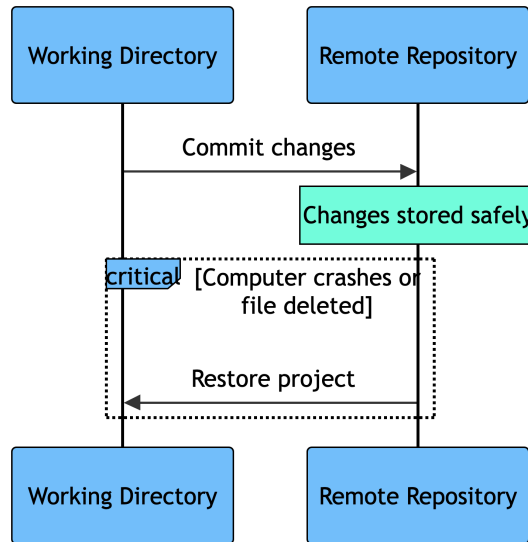 Working Directory
Remote Repository
Commit changes
Changes stored safely
critical
[Computer crashes or
file deleted]
Restore project
Working Directory
Remote Repository